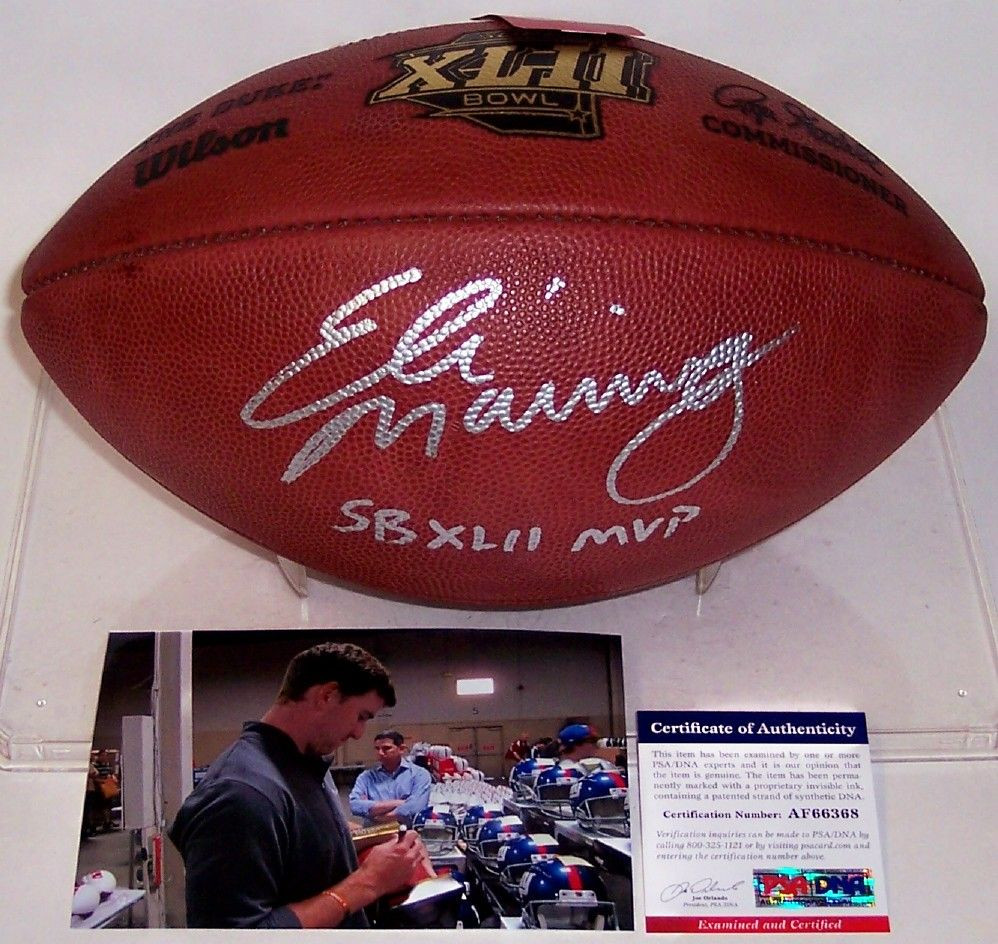 XLII
BOWL
THE DUKE.
Wilson
COMMISSIONER
Eli
Manning
SB XLII MVP
Certificate of Authenticity
This item has been examined by one or more
PSA/DNA experts and it is our opinion that
the item is genuine. The item has been perma-
nently marked with a proprietary invisible ink,
containing a patented strand of synthetic DNA.
Certification Number: AF66368
Verification inquiries can be made to PSA/DNA by
calling 800-325-1121 or by visiting psacard.com and
entering the certification number above.
Joe Orlando
President, PSA/DNA
PSA/DNA
Examined and Certified